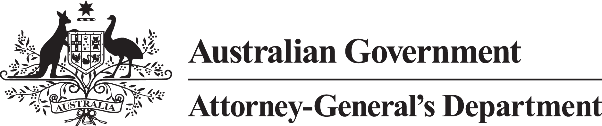 Australian Government
Attorney-General's Department
AUSTRALIA